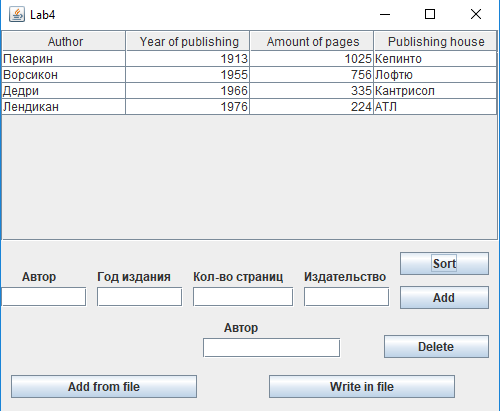 Lab4
Author Year of publishing Amount of pages Publishing house
Пекарин 1913 1025 Кепинто
Ворсикон 1955 756 Лофтю
Дедри 1966 335 Кантрисол
Лендикан 1976 224 АТЛ
Sort
Автор Год издания Кол-во страниц Издательство
Add
Автор
Delete
Add from file Write in file